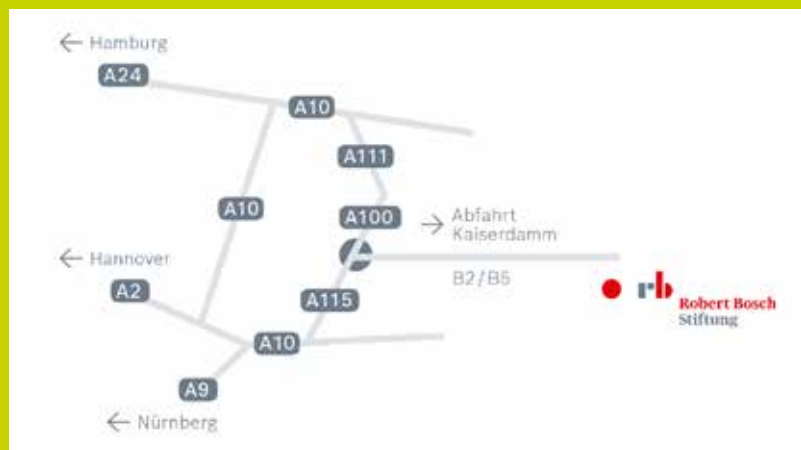 ← Hamburg
A24
A10
A111
A10
A100
→ Abfahrt
Kaiserdamm
← Hannover
B2/B5
A2
A115
rb
Robert Bosch
Stiftung
A10
A9
← Nürnberg